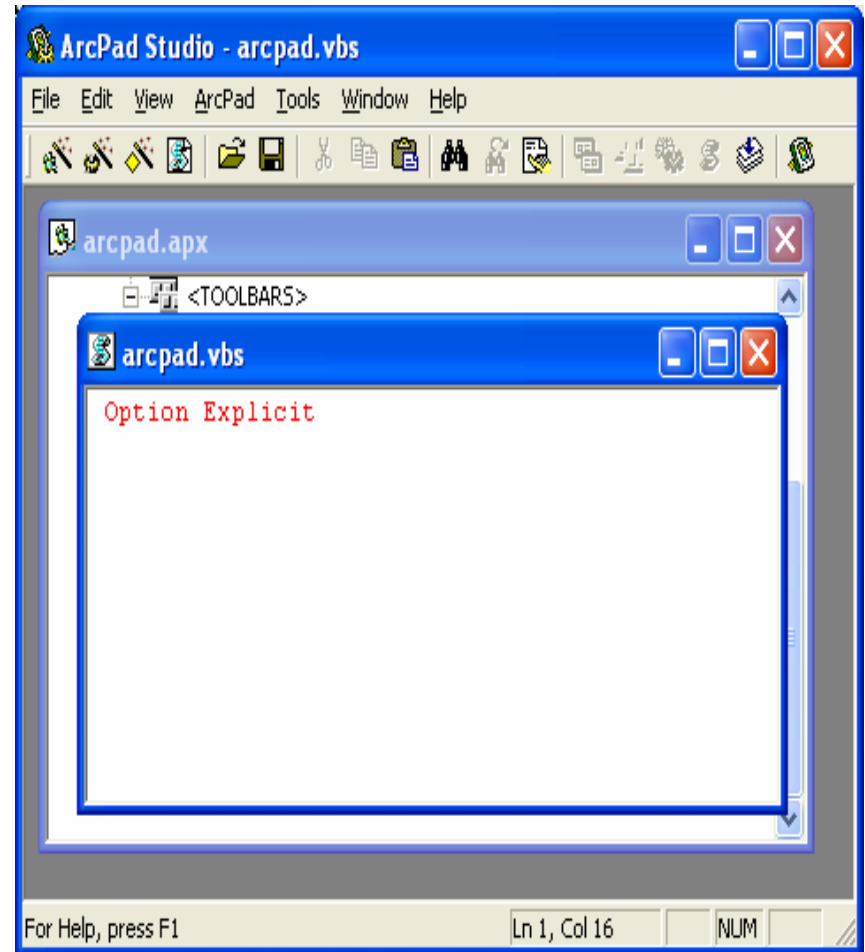 ArcPad Studio - arcpad.vbs
File Edit View ArcPad Tools Window Help
arcpad.apx
<TOOLBARS>
arcpad.vbs
Option Explicit
For Help, press F1 Ln 1, Col 16 NUM